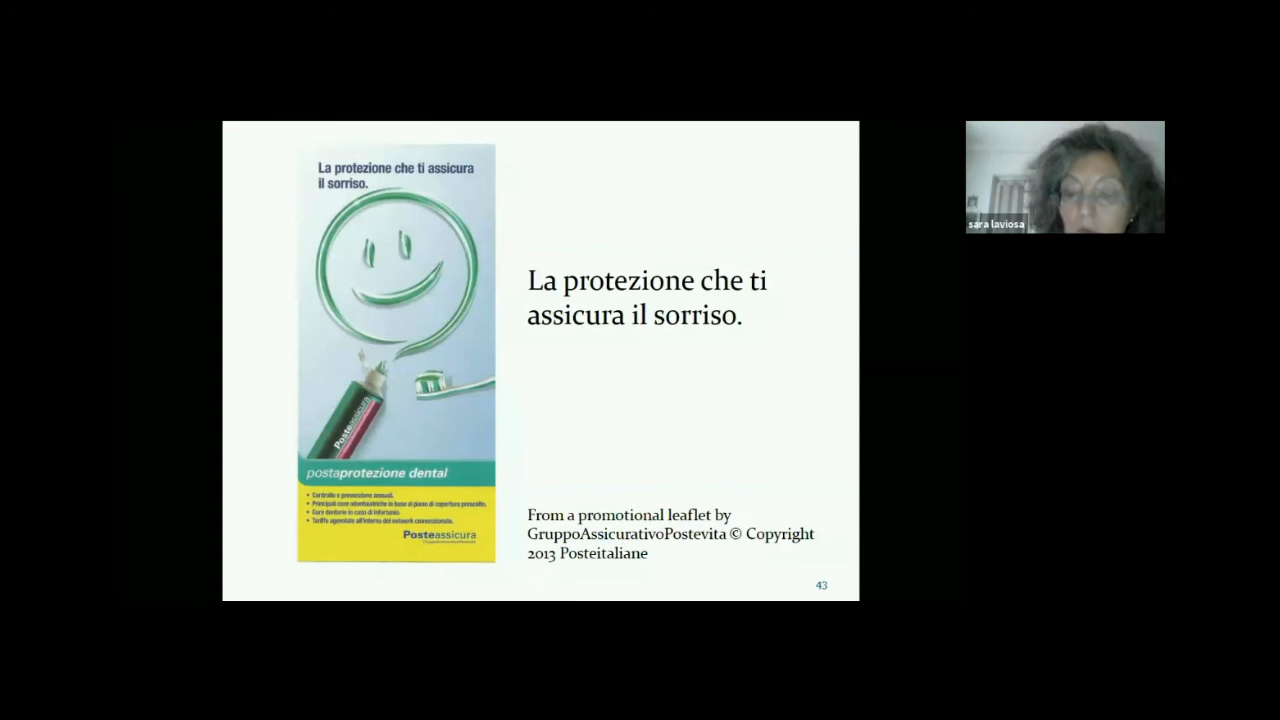 La protezione che ti assicura
il sorriso.
Posteassicura
postaprotezione dental
• Controllo e prevenzione annuali.
• Principali cure odontoiatriche in base al piano di copertura prescelto.
• Cure dentarie in caso di infortunio.
• Tariffe agevolate all'interno del network convenzionato.
Posteassicura
La protezione che ti
assicura il sorriso.
From a promotional leaflet by
GruppoAssicurativoPostevita © Copyright
2013 Posteitaliane
43
sara laviosa